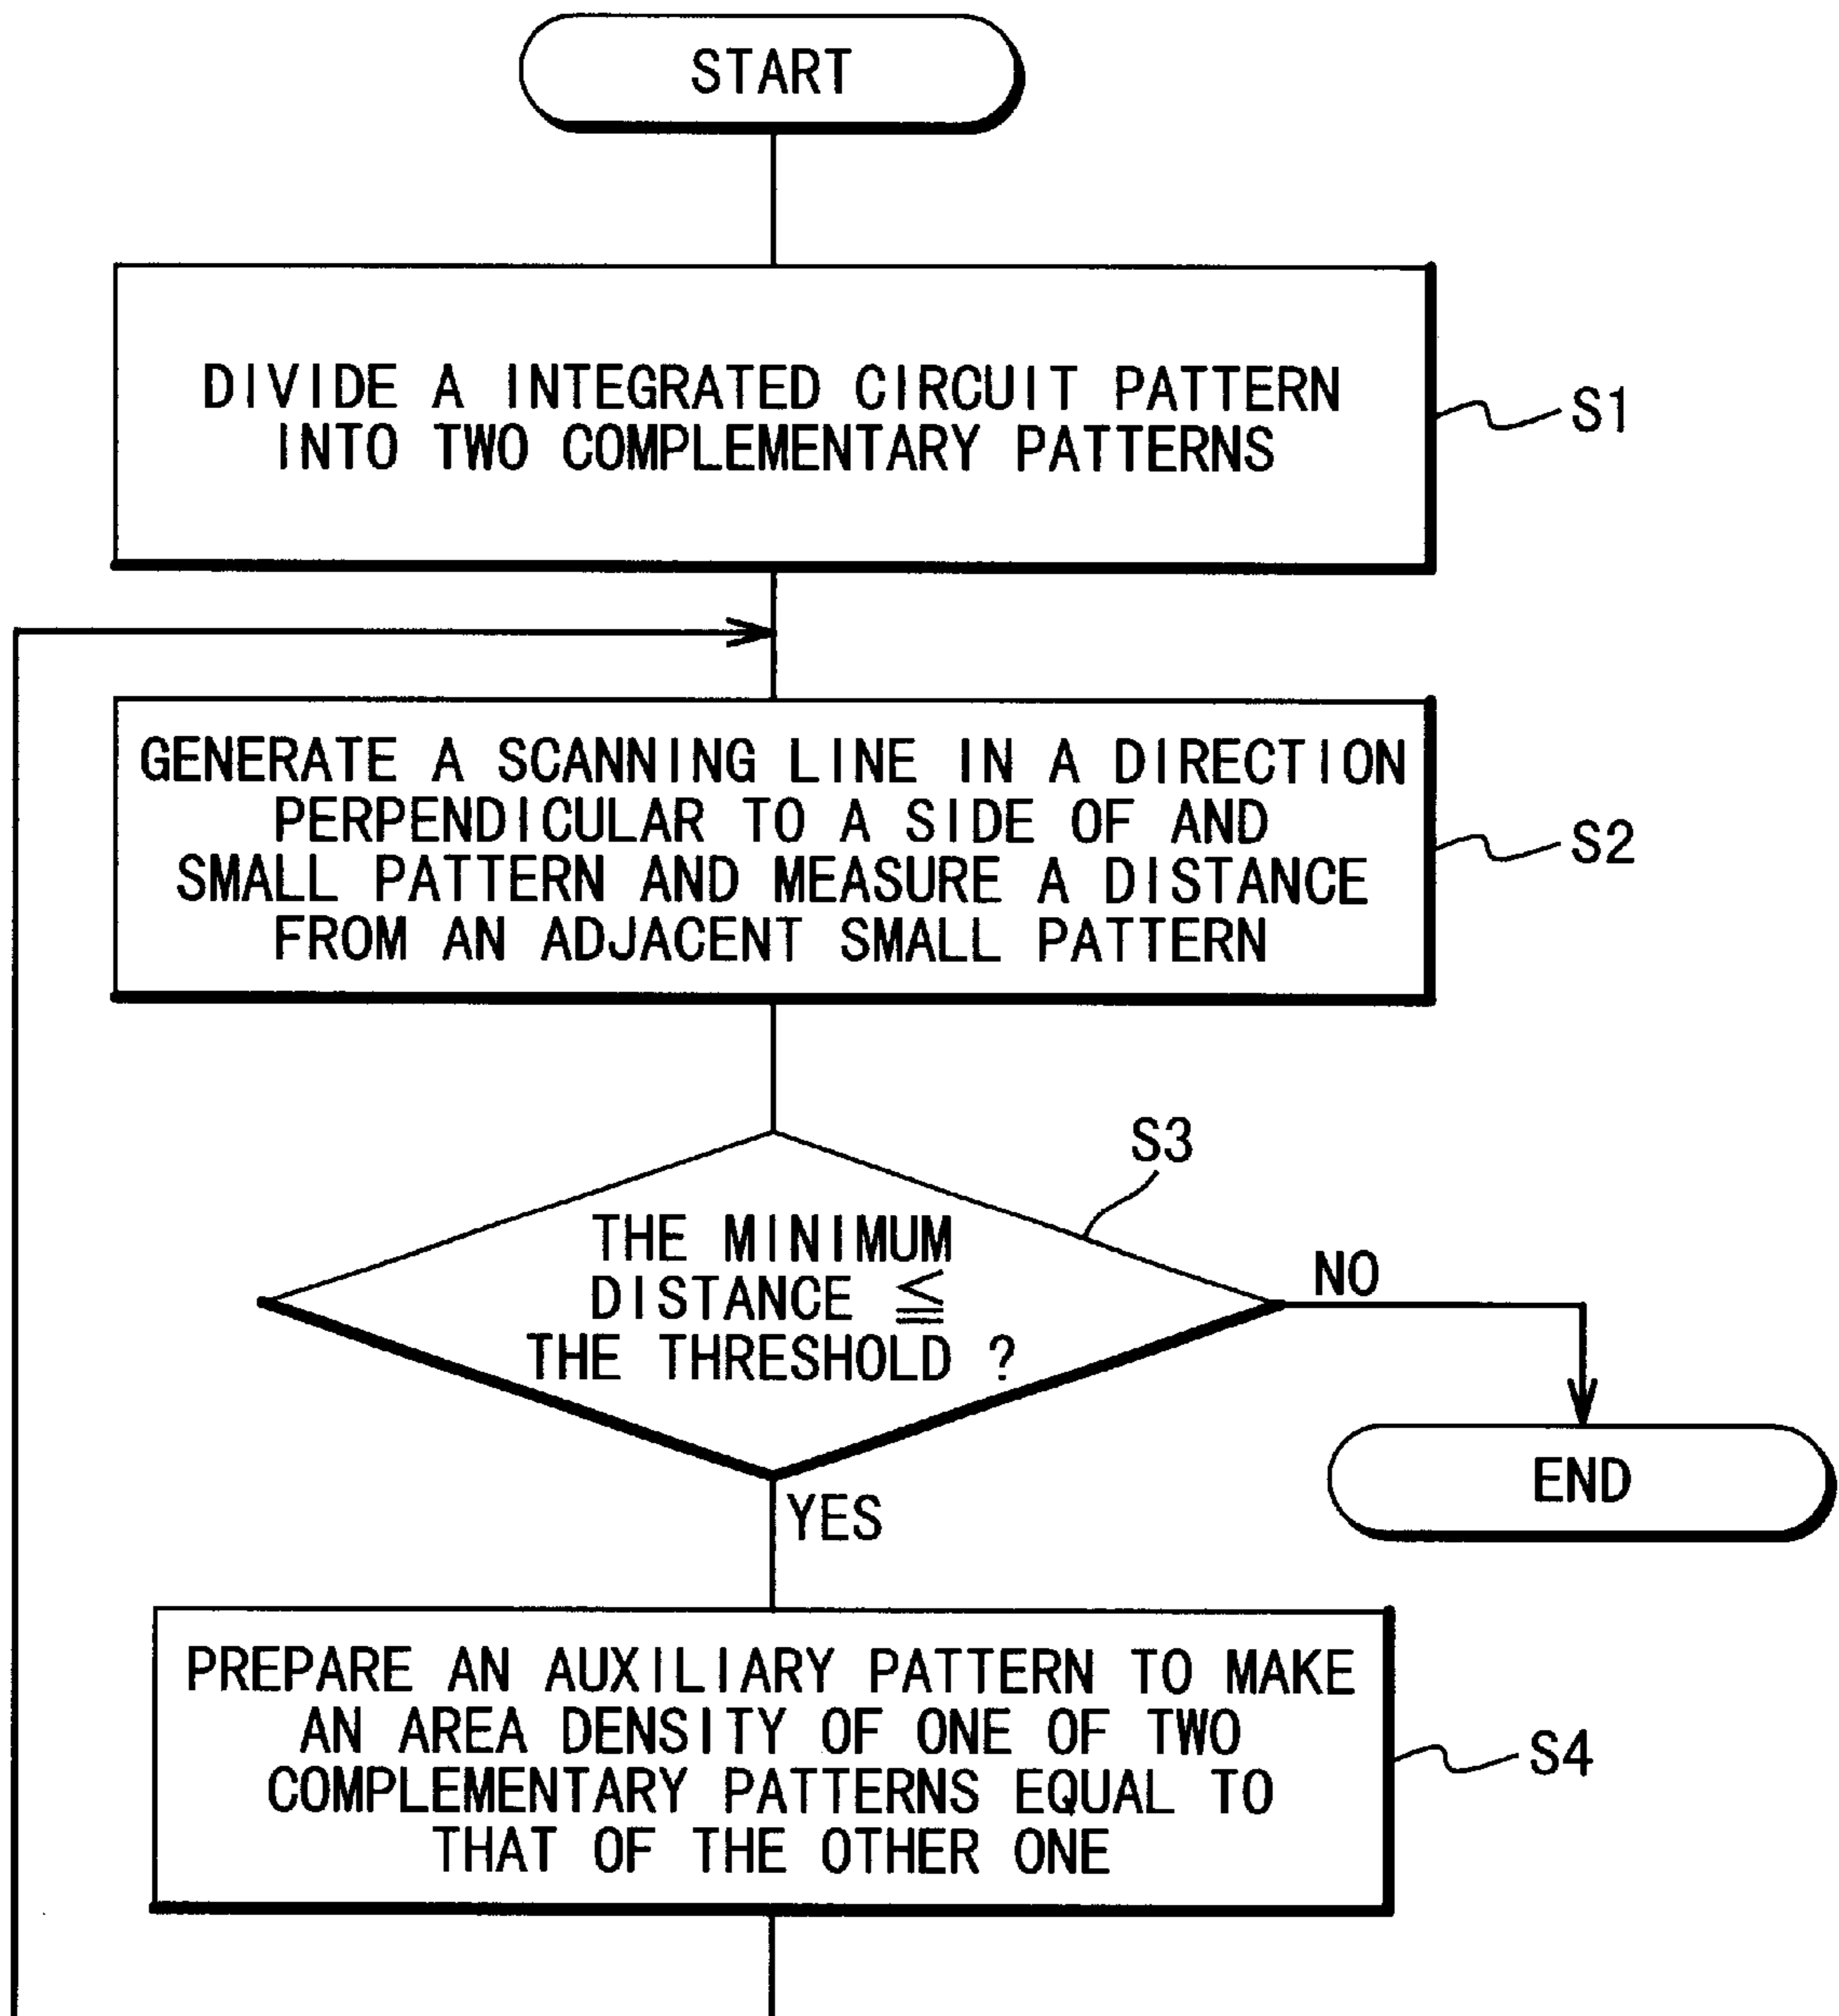 START
DIVIDE A INTEGRATED CIRCUIT PATTERN
INTO TWO COMPLEMENTARY PATTERNS
S1
GENERATE A SCANNING LINE IN A DIRECTION
PERPENDICULAR TO A SIDE OF AND
SMALL PATTERN AND MEASURE A DISTANCE
FROM AN ADJACENT SMALL PATTERN
S2
S3
THE MINIMUM
DISTANCE ≦
THE THRESHOLD ?
NO
END
YES
PREPARE AN AUXILIARY PATTERN TO MAKE
AN AREA DENSITY OF ONE OF TWO
COMPLEMENTARY PATTERNS EQUAL TO
THAT OF THE OTHER ONE
S4